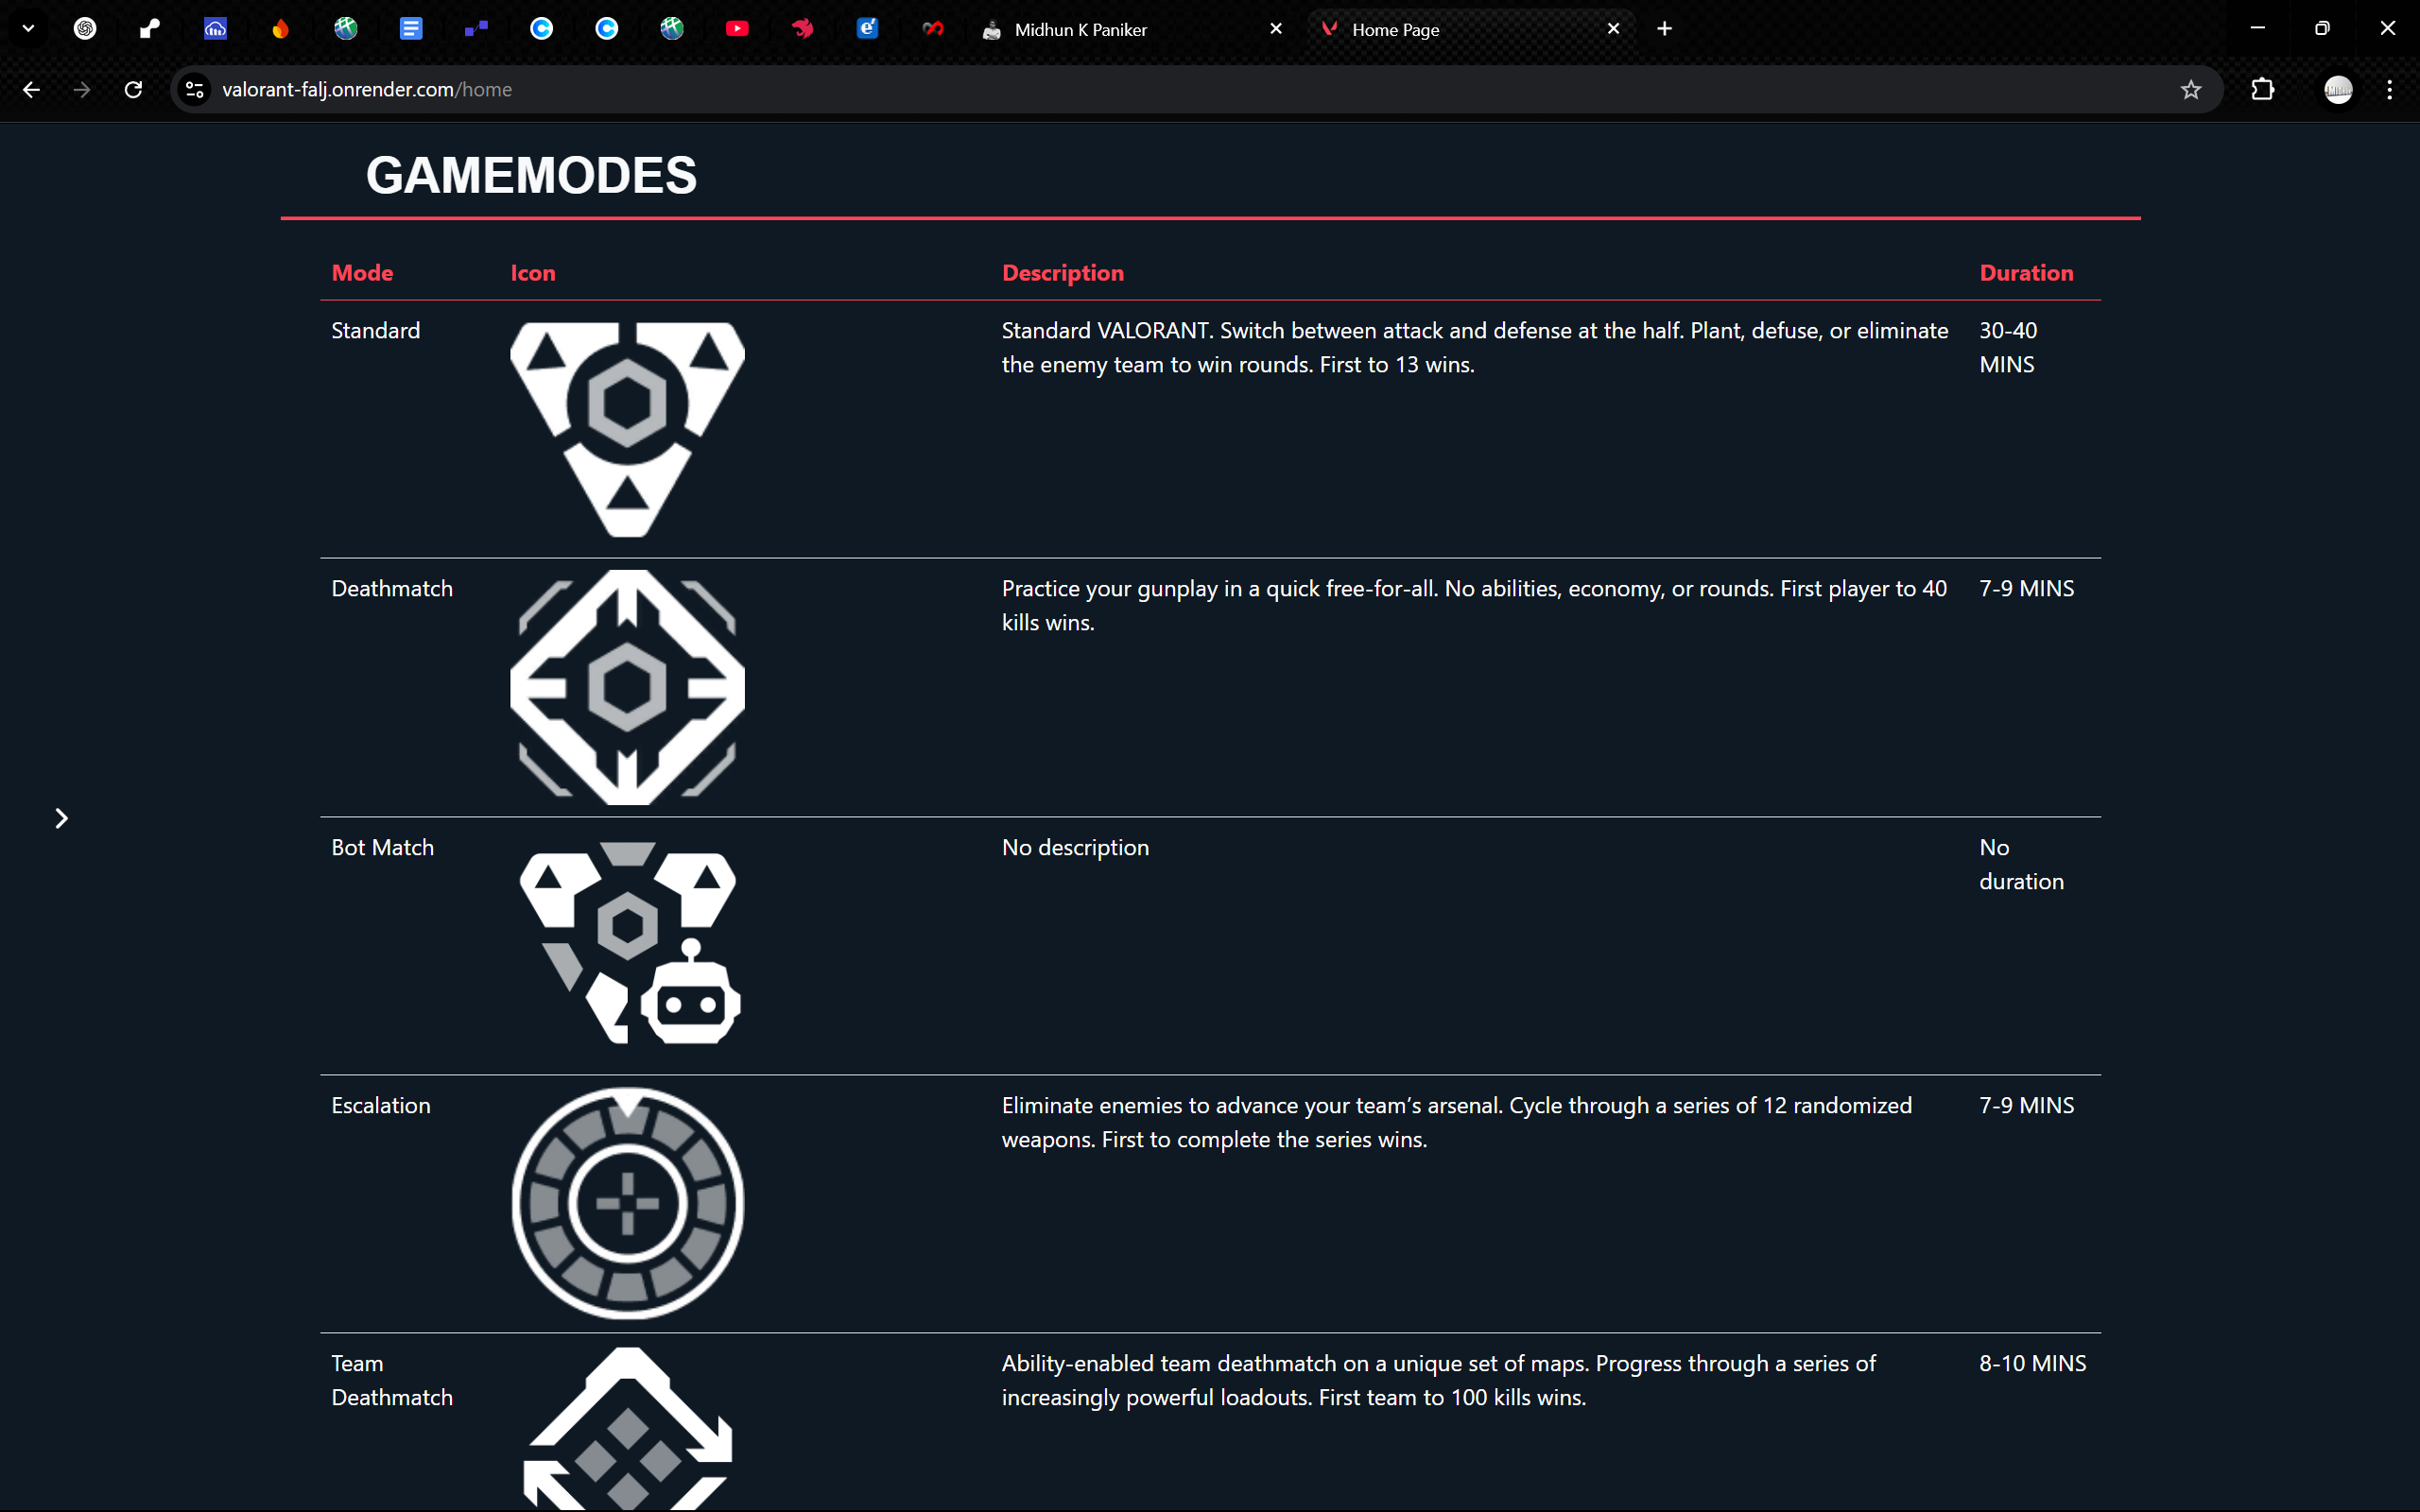 Midhun K Paniker
Home Page
valorant-falj.onrender.com/home
GAMEMODES
Mode Icon Description Duration
Standard
Standard VALORANT. Switch between attack and defense at the half. Plant, defuse, or eliminate
the enemy team to win rounds. First to 13 wins.
30-40
MINS
Deathmatch
Practice your gunplay in a quick free-for-all. No abilities, economy, or rounds. First player to 40
kills wins.
7-9 MINS
Bot Match
No description
No
duration
Escalation
Eliminate enemies to advance your team’s arsenal. Cycle through a series of 12 randomized
weapons. First to complete the series wins.
7-9 MINS
Team
Deathmatch
Ability-enabled team deathmatch on a unique set of maps. Progress through a series of
increasingly powerful loadouts. First team to 100 kills wins.
8-10 MINS